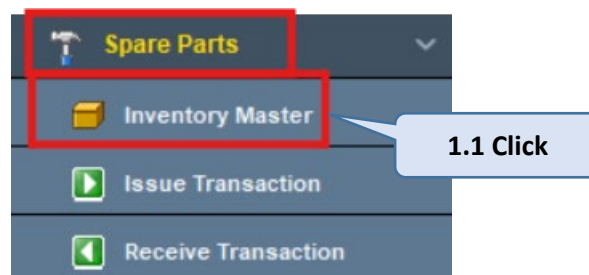 Spare Parts
Inventory Master
1.1 Click
Issue Transaction
Receive Transaction